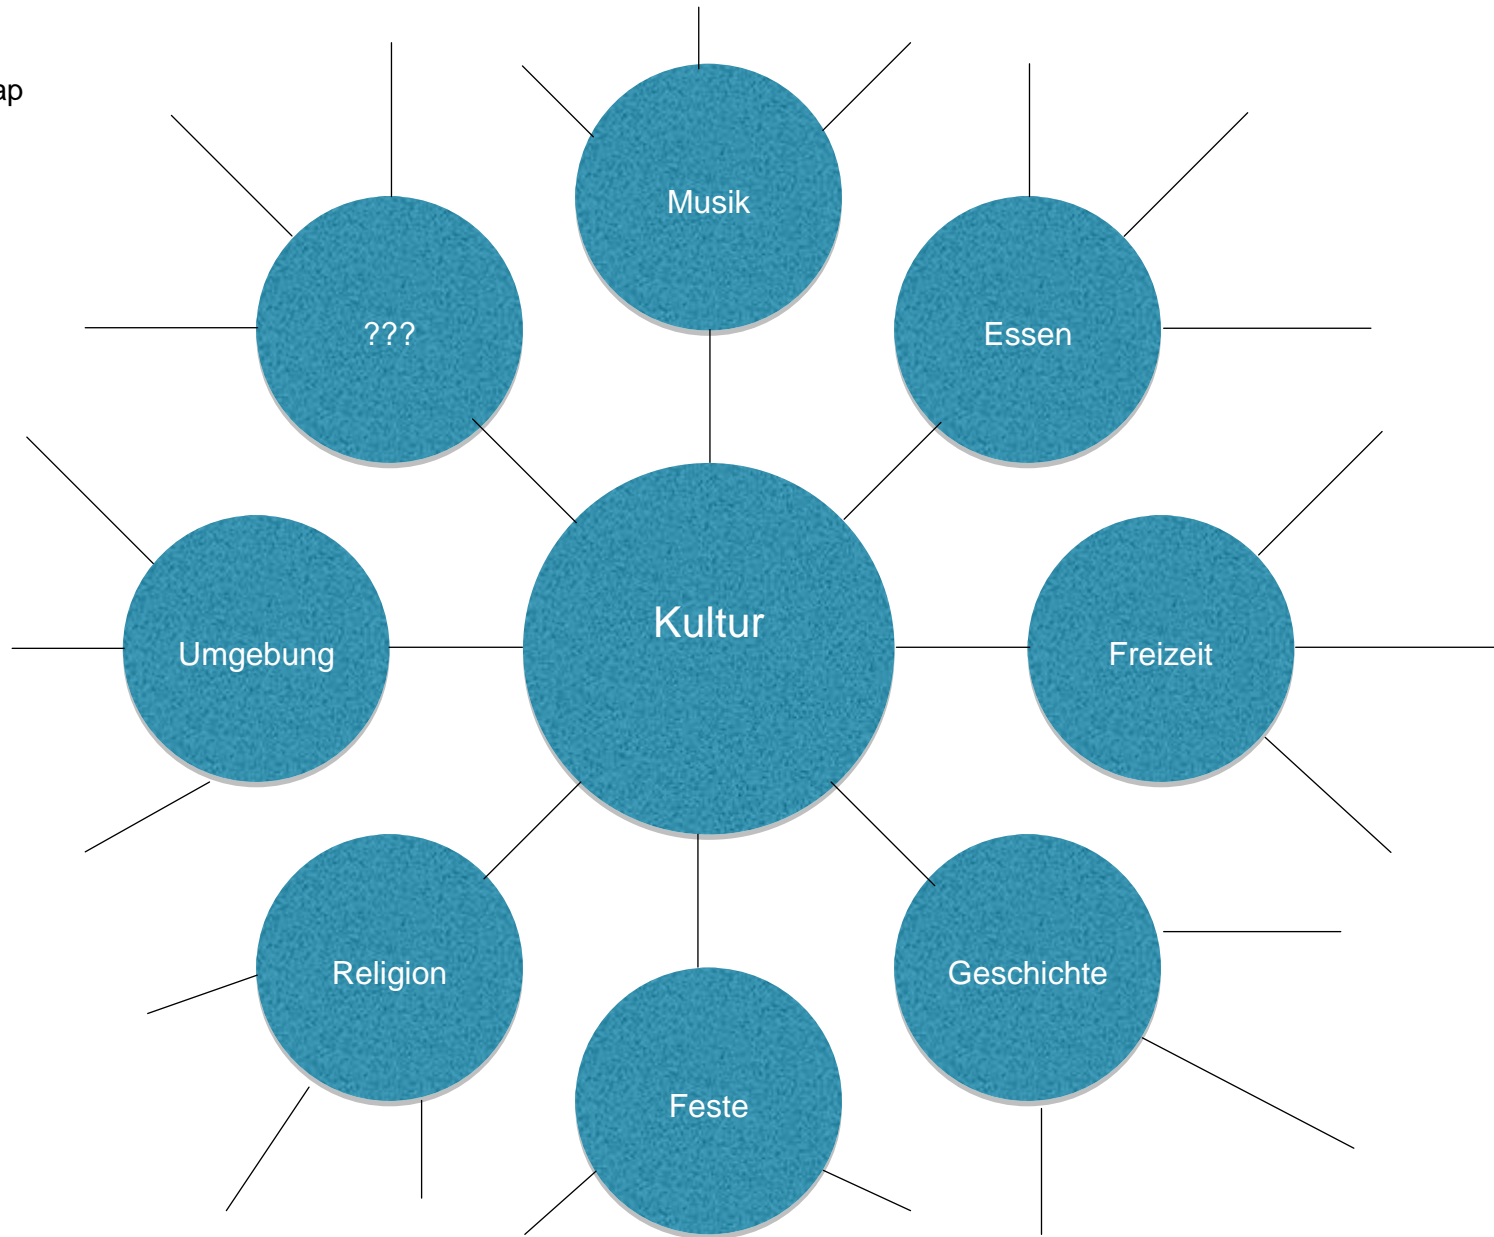 ap
Musik
???
Essen
Kultur
Umgebung
Freizeit
Religion
Geschichte
Feste